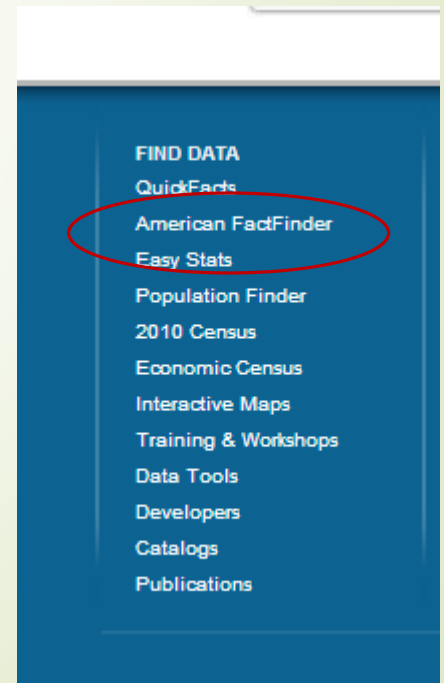 FIND DATA
QuickFacts
American FactFinder
Easy Stats
Population Finder
2010 Census
Economic Census
Interactive Maps
Training & Workshops
Data Tools
Developers
Catalogs
Publications